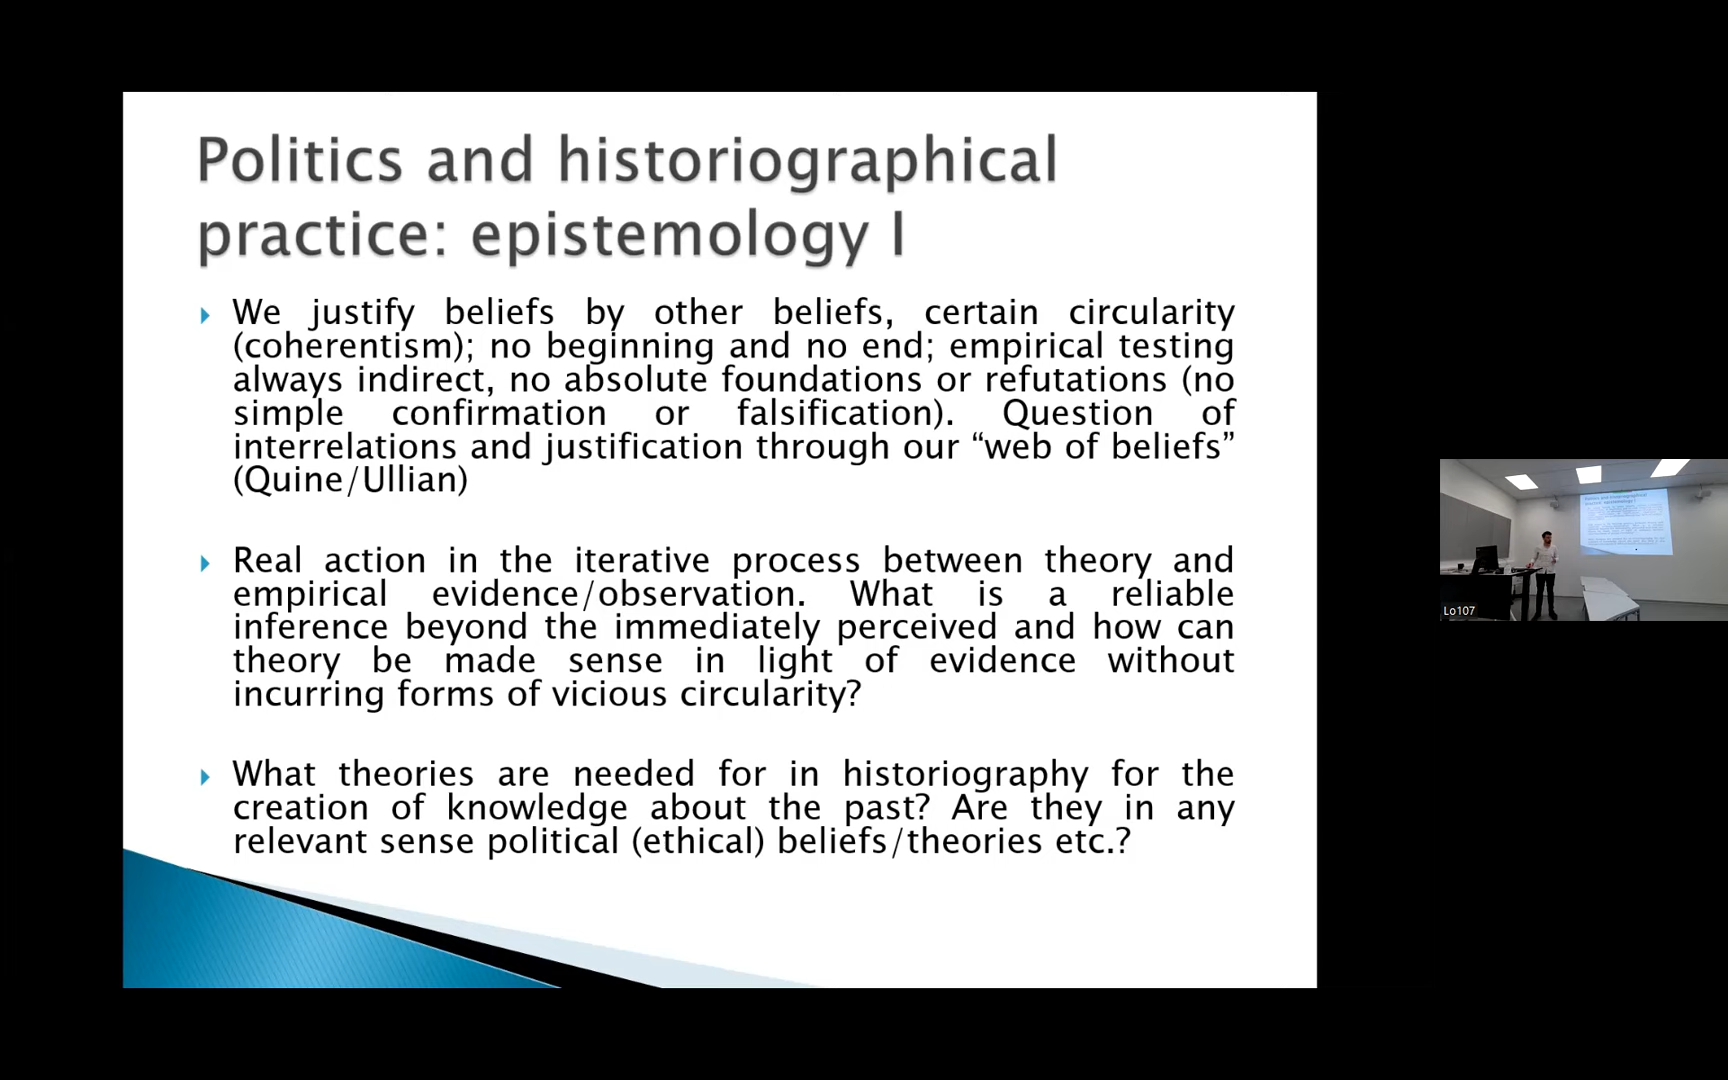 Politics and historiographical
practice: epistemology I
We justify beliefs by other beliefs, certain circularity
(coherentism); no beginning and no end; empirical testing
always indirect, no absolute foundations or refutations (no
simple confirmation or falsification). Question of
interrelations and justification through our “web of beliefs”
(Quine/Ullian)
Real action in the iterative process between theory and
empirical evidence/observation. What is a reliable
inference beyond the immediately perceived and how can
theory be made sense in light of evidence without
incurring forms of vicious circularity?
What theories are needed for in historiography for the
creation of knowledge about the past? Are they in any
relevant sense political (ethical) beliefs/theories etc.?
Lo107